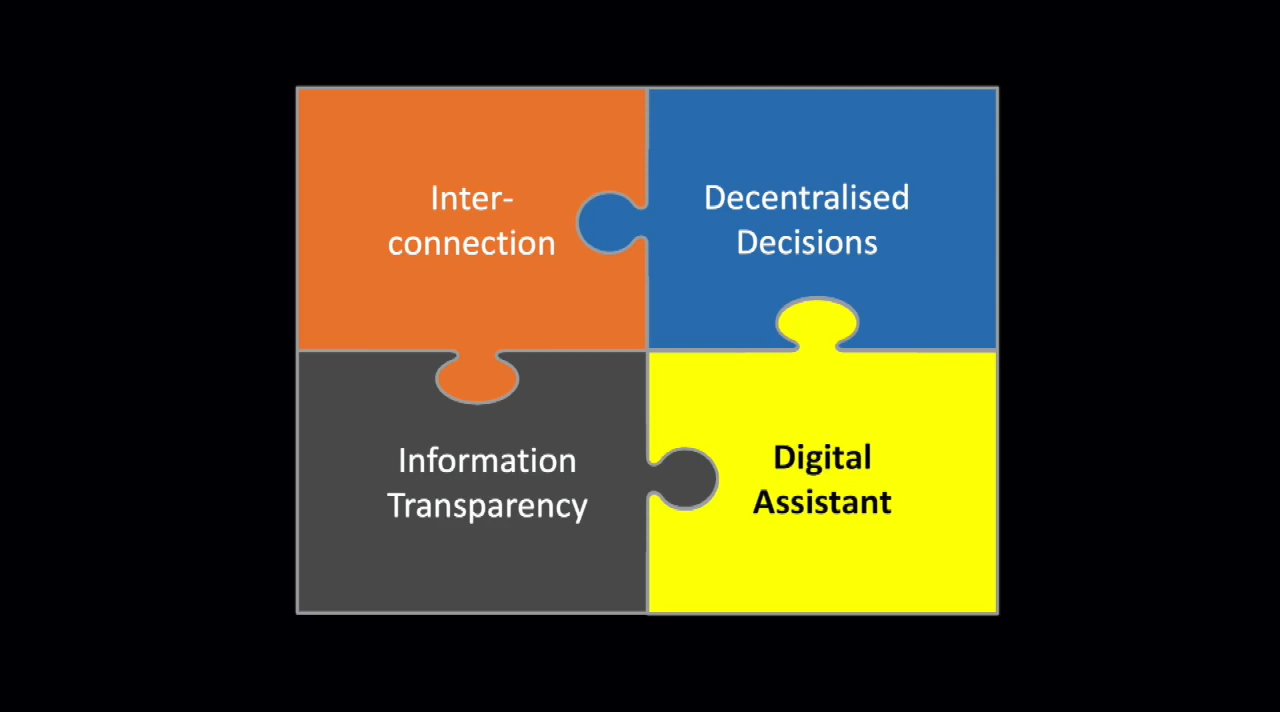 Inter-
connection
Decentralised
Decisions
Information
Transparency
Digital
Assistant